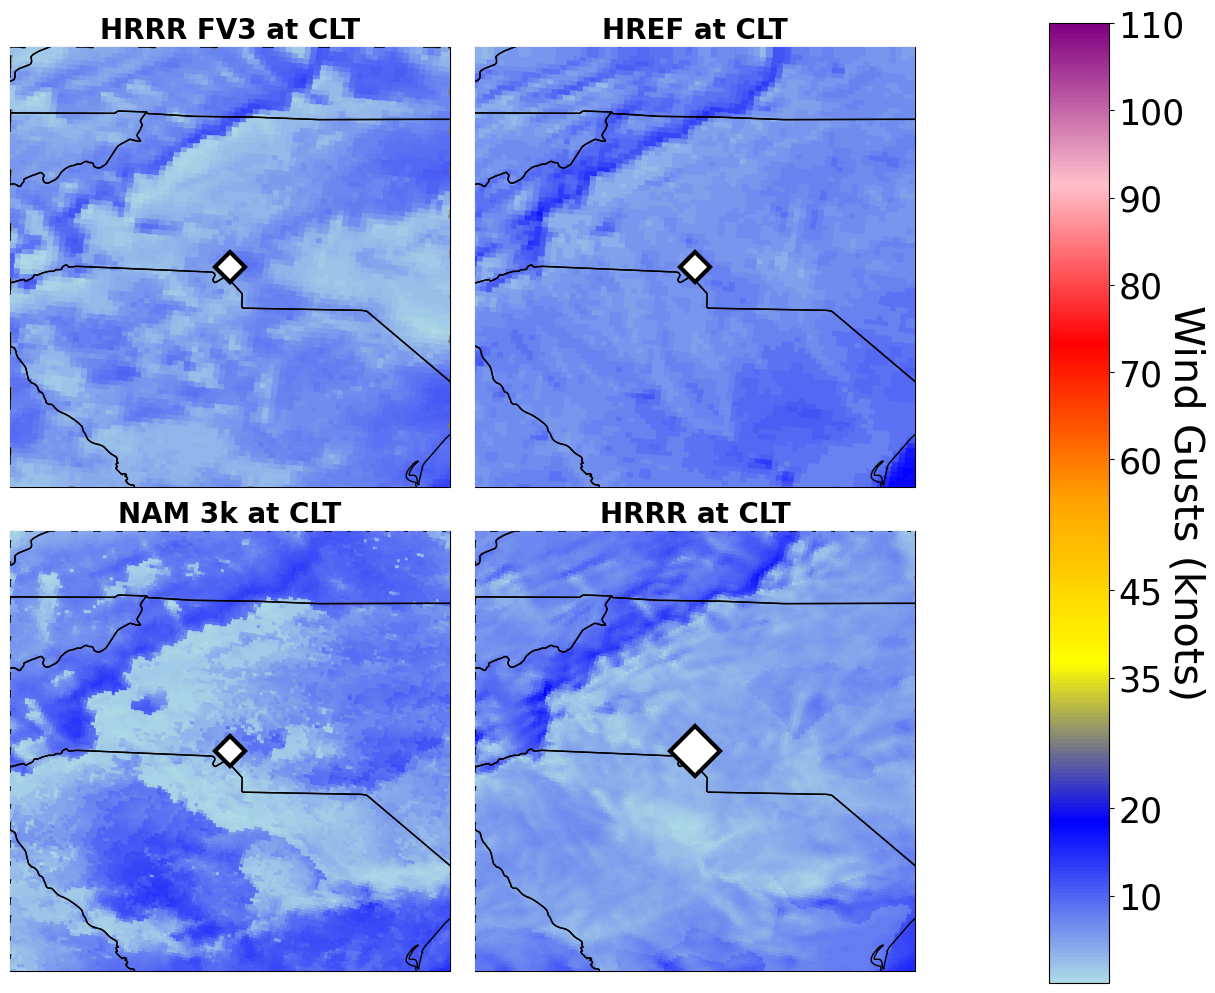 HRRR FV3 at CLT
HREF at CLT
NAM 3k at CLT
HRRR at CLT
110
100
90
80
70
60
45
35
20
10
Wind Gusts (knots)